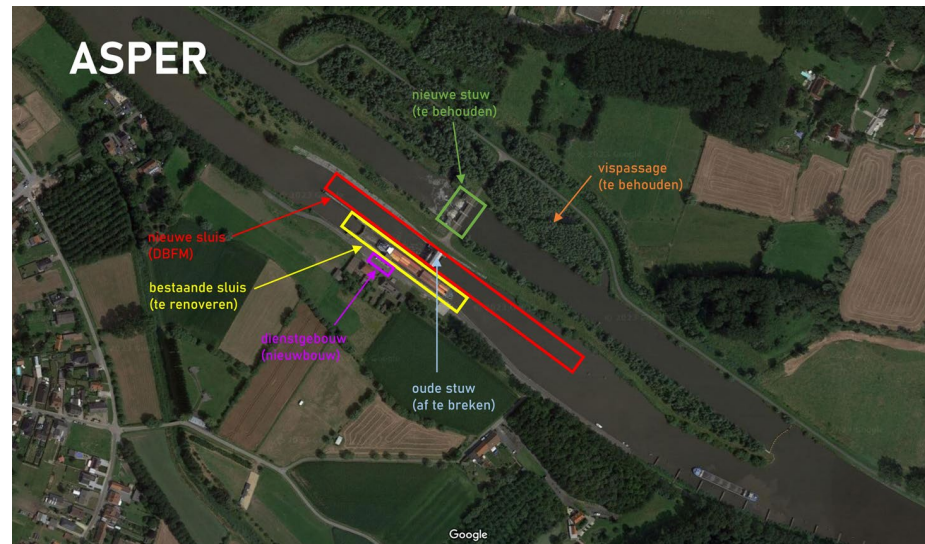 ASPER
nieuwe stuw
(te behouden)
vispassage
(te behouden)
nieuwe sluis
(DBFM)
bestaande sluis
(te renoveren)
dienstgebouw
(nieuwbouw)
oude stuw
(af te breken)
Google